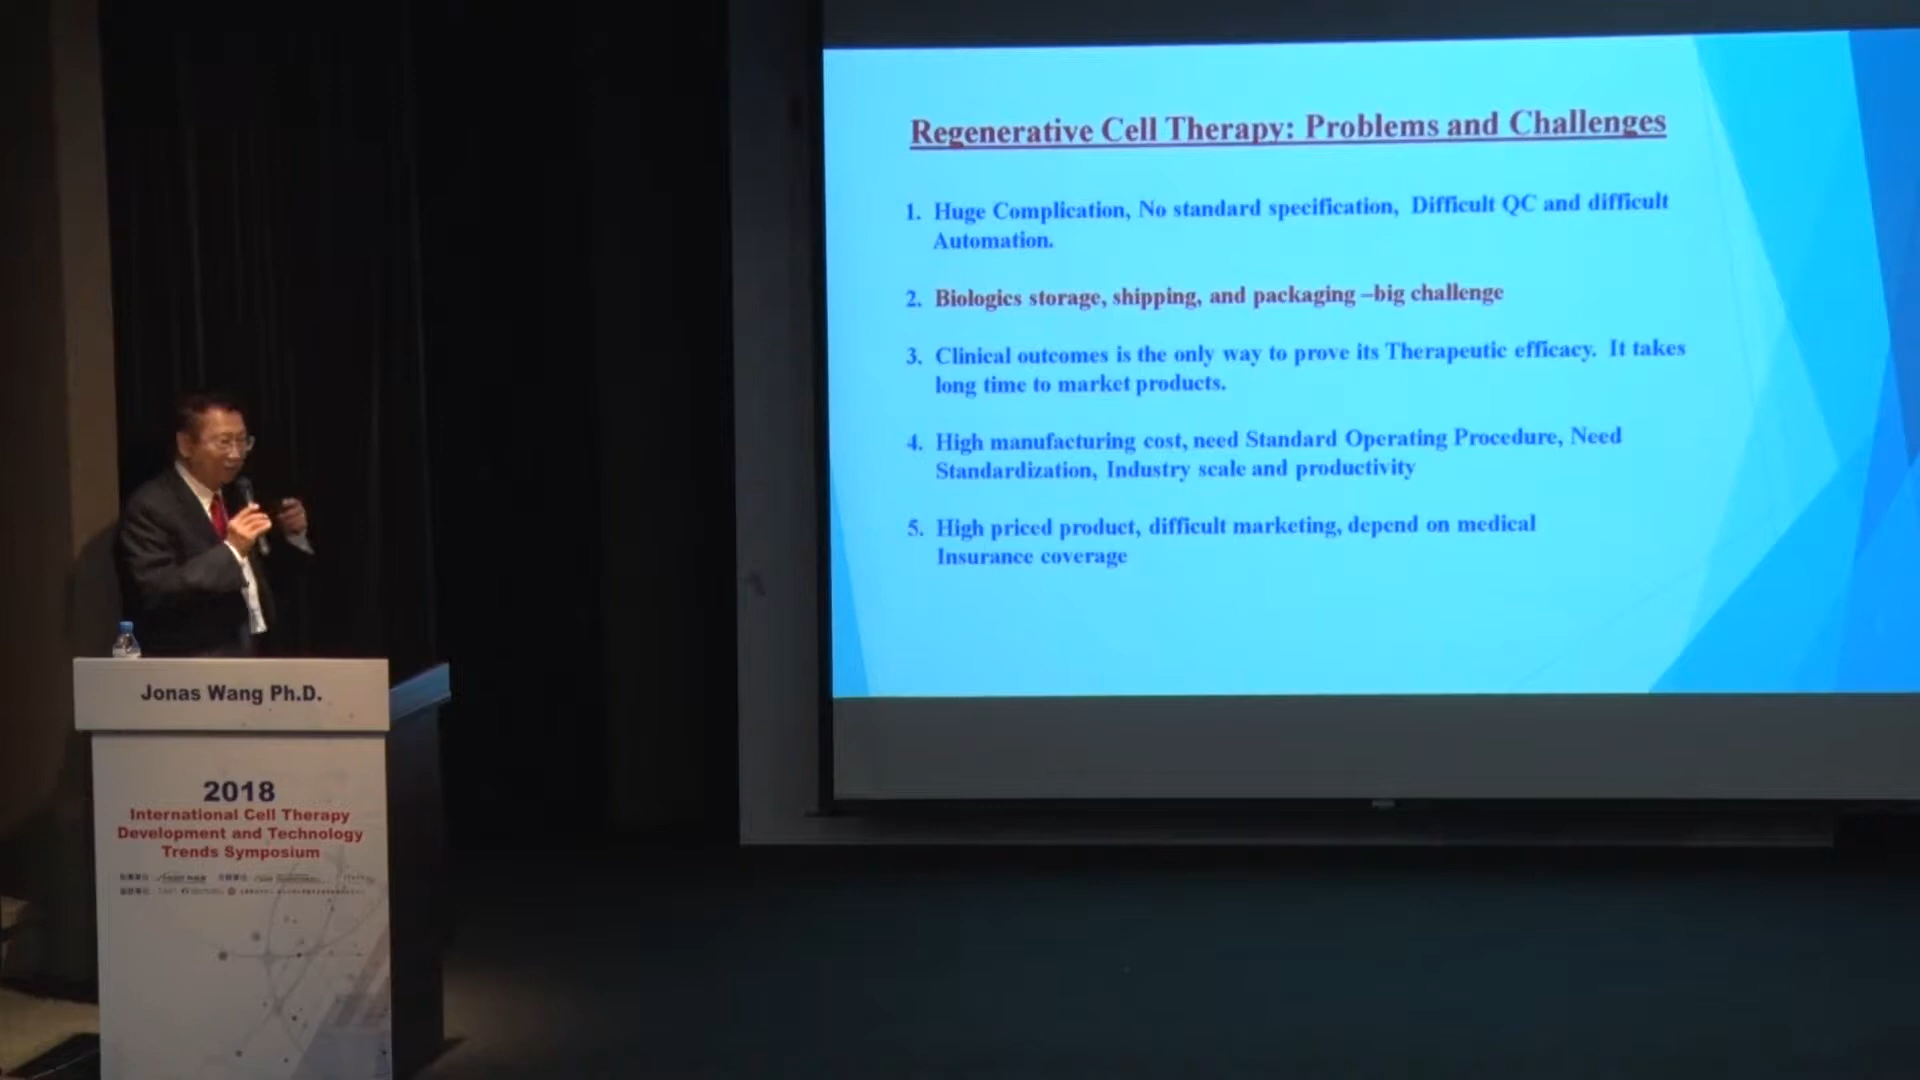 Regenerative Cell Therapy: Problems and Challenges
1. Huge Complication, No standard specification, Difficult QC and difficult
Automation.
2. Biologics storage, shipping, and packaging –big challenge
3. Clinical outcomes is the only way to prove its Therapeutic efficacy. It takes
long time to market products.
4. High manufacturing cost, need Standard Operating Procedure, Need
Standardization, Industry scale and productivity
5. High priced product, difficult marketing, depend on medical
Insurance coverage
Jonas Wang Ph.D.
2018
International Cell Therapy
Development and Technology
Trends Symposium